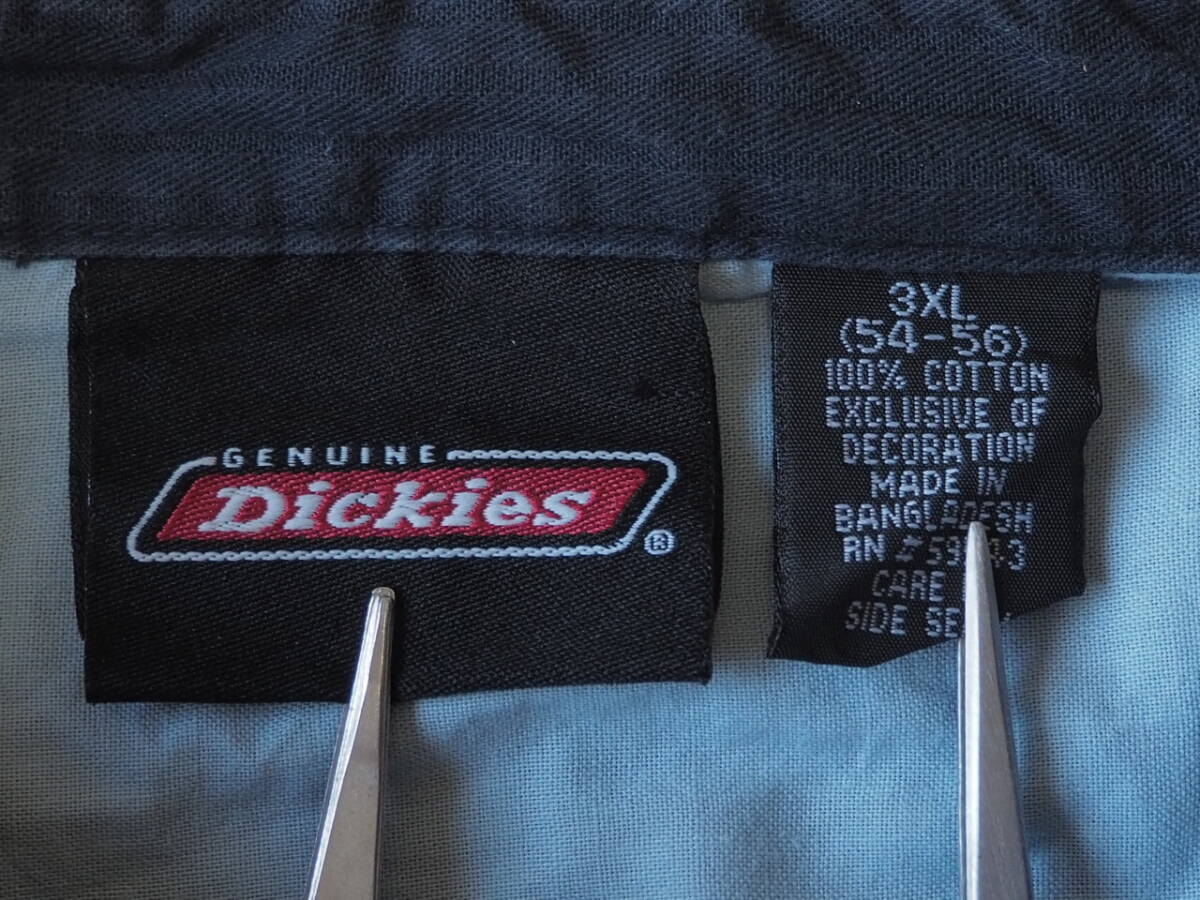 GENUINE
Dickies
®
3XL
(54-56)
100% COTTON
EXCLUSIVE OF
DECORATION
MADE IN
BANGLADESH
RN #
CARE
SIDE